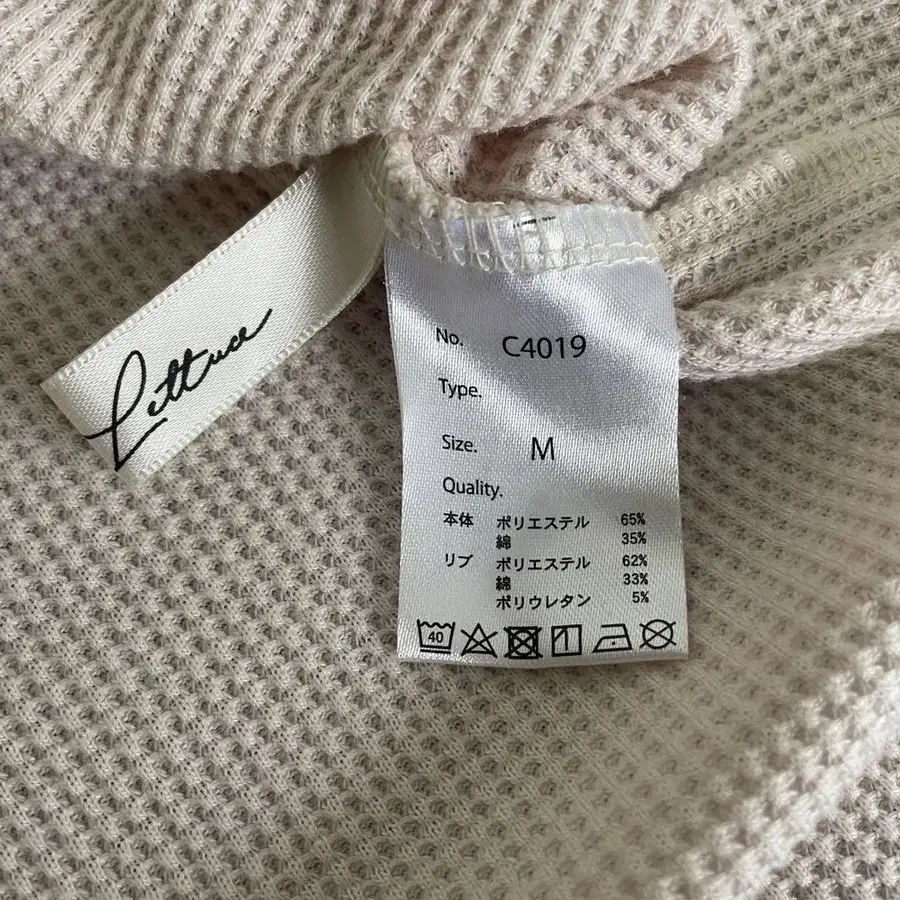 Lettuce
No. C4019
Type.
Size. M
Quality.
本体 ポリエステル 65%
綿 35%
リブ ポリエステル 62%
綿 33%
ポリウレタン 5%
40